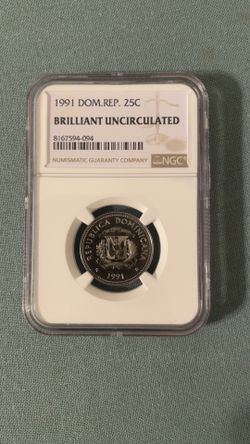 1991 DOM.REP. 25C
BRILLIANT UNCIRCULATED
8167594-094
NUMISMATIC GUARANTY COMPANY
NGC
REPUBLICA DOMINICANA
1991